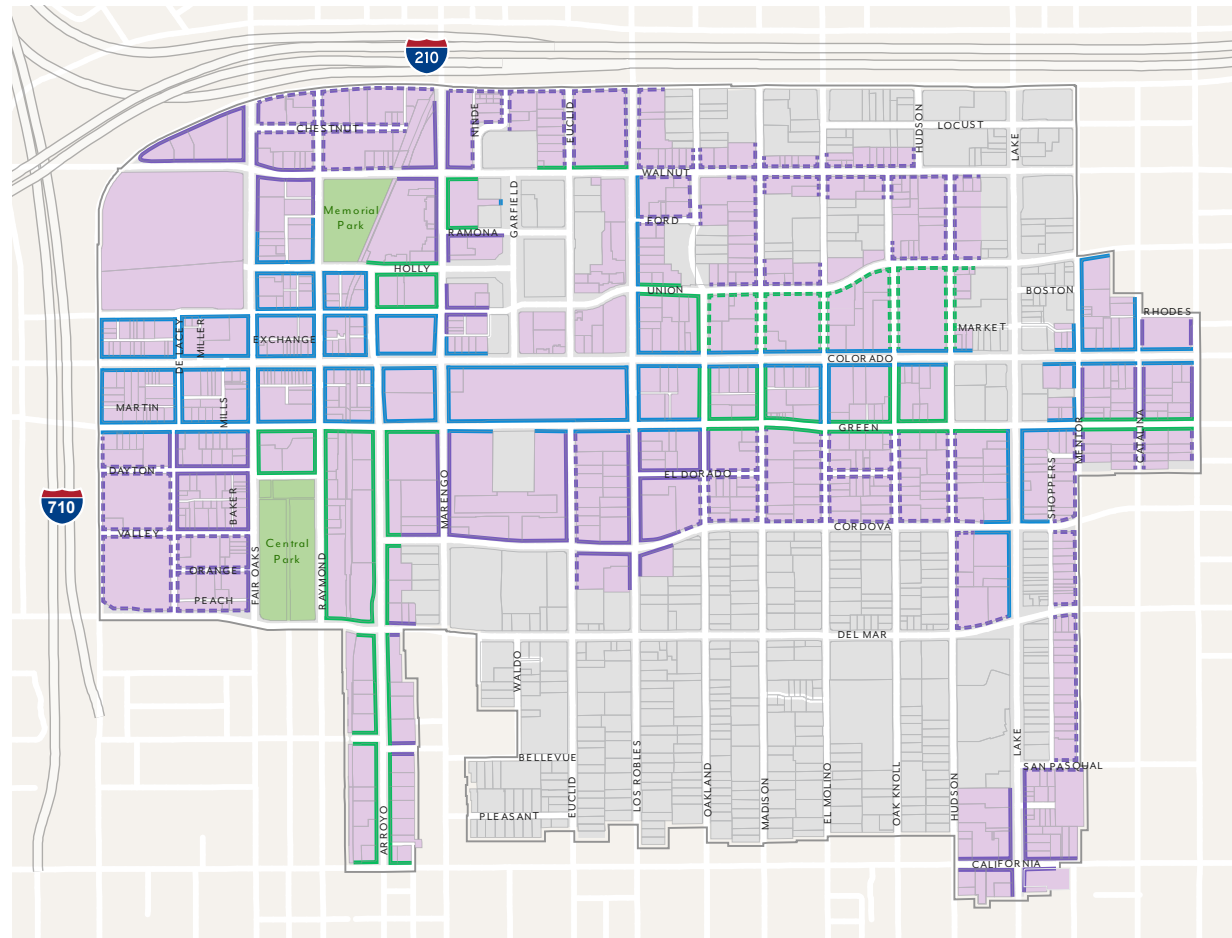 210
CHESTNUT
NINDE
EUCLID
HUDSON
LOCUST
LAKE
WALNUT
Memorial
Park
GARFIELD
FORD
RAMONA
HOLLY
UNION
BOSTON
DE LACEY
MILLER
EXCHANGE
MARKET
RHODES
COLORADO
MARTIN
MILLS
GREEN
MENTOR
CATALINA
DAYTON
EL DORADO
MARENGO
SHOPPERS
710
BAKER
VALLEY
CORDOVA
Central
Park
FAIR OAKS
RAYMOND
ORANGE
PEACH
DEL MAR
WALDO
LAKE
BELLEVUE
SAN PASQUAL
EUCLID
LOS ROBLES
OAKLAND
MADISON
EL MOLINO
OAK KNOLL
HUDSON
PLEASANT
ARROYO
CALIFORNIA